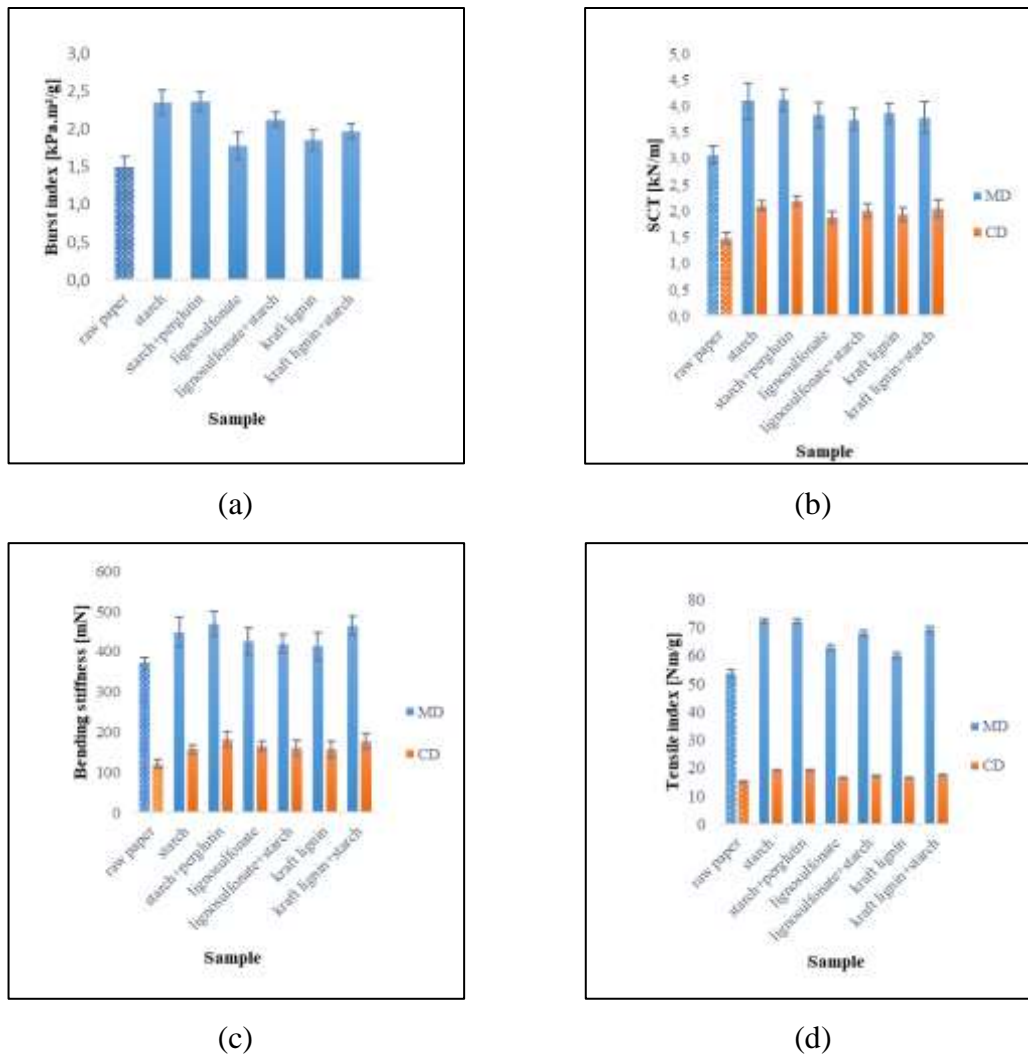 3,0
2,5
2,0
1,5
1,0
0,5
0,0
Burst index [kPa.m²/g]
raw paper
starch
starch+perglutin
lignosulfonate
lignosulfonate+starch
kraft lignin
kraft lignin+starch
Sample
(a)
5,0
4,5
4,0
3,5
3,0
2,5
2,0
1,5
1,0
0,5
0,0
SCT [kN/m]
MD
CD
raw paper
starch
starch+perglutin
lignosulfonate
lignosulfonate+starch
kraft lignin
kraft lignin+starch
Sample
(b)
600
500
400
300
200
100
0
Bending stiffness [mN]
MD
CD
raw paper
starch
starch+perglutin
lignosulfonate
lignosulfonate+starch
kraft lignin
kraft lignin+starch
Sample
(c)
80
70
60
50
40
30
20
10
0
Tensile index [Nm/g]
MD
CD
raw paper
starch
starch+perglutin
lignosulfonate
lignosulfonate+starch
kraft lignin
kraft lignin+starch
Sample
(d)